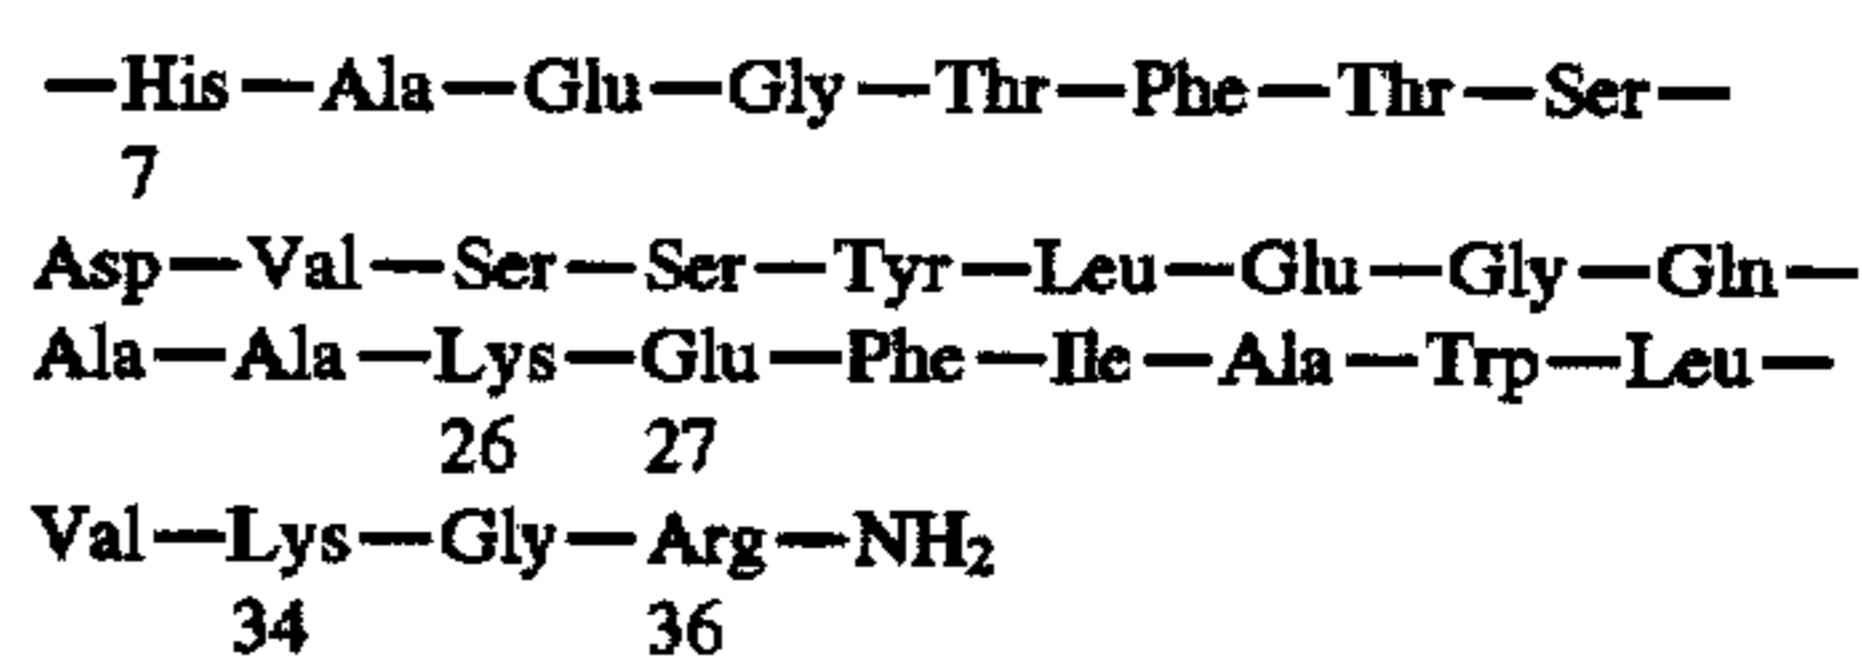 —His—Ala—Glu—Gly—Thr—Phe—Thr—Ser—
7
Asp—Val—Ser—Ser—Tyr—Leu—Glu—Gly—Gln—
Ala—Ala—Lys—Glu—Phe—Ile—Ala—Trp—Leu—
26 27
Val—Lys—Gly—Arg—NH₂
34 36